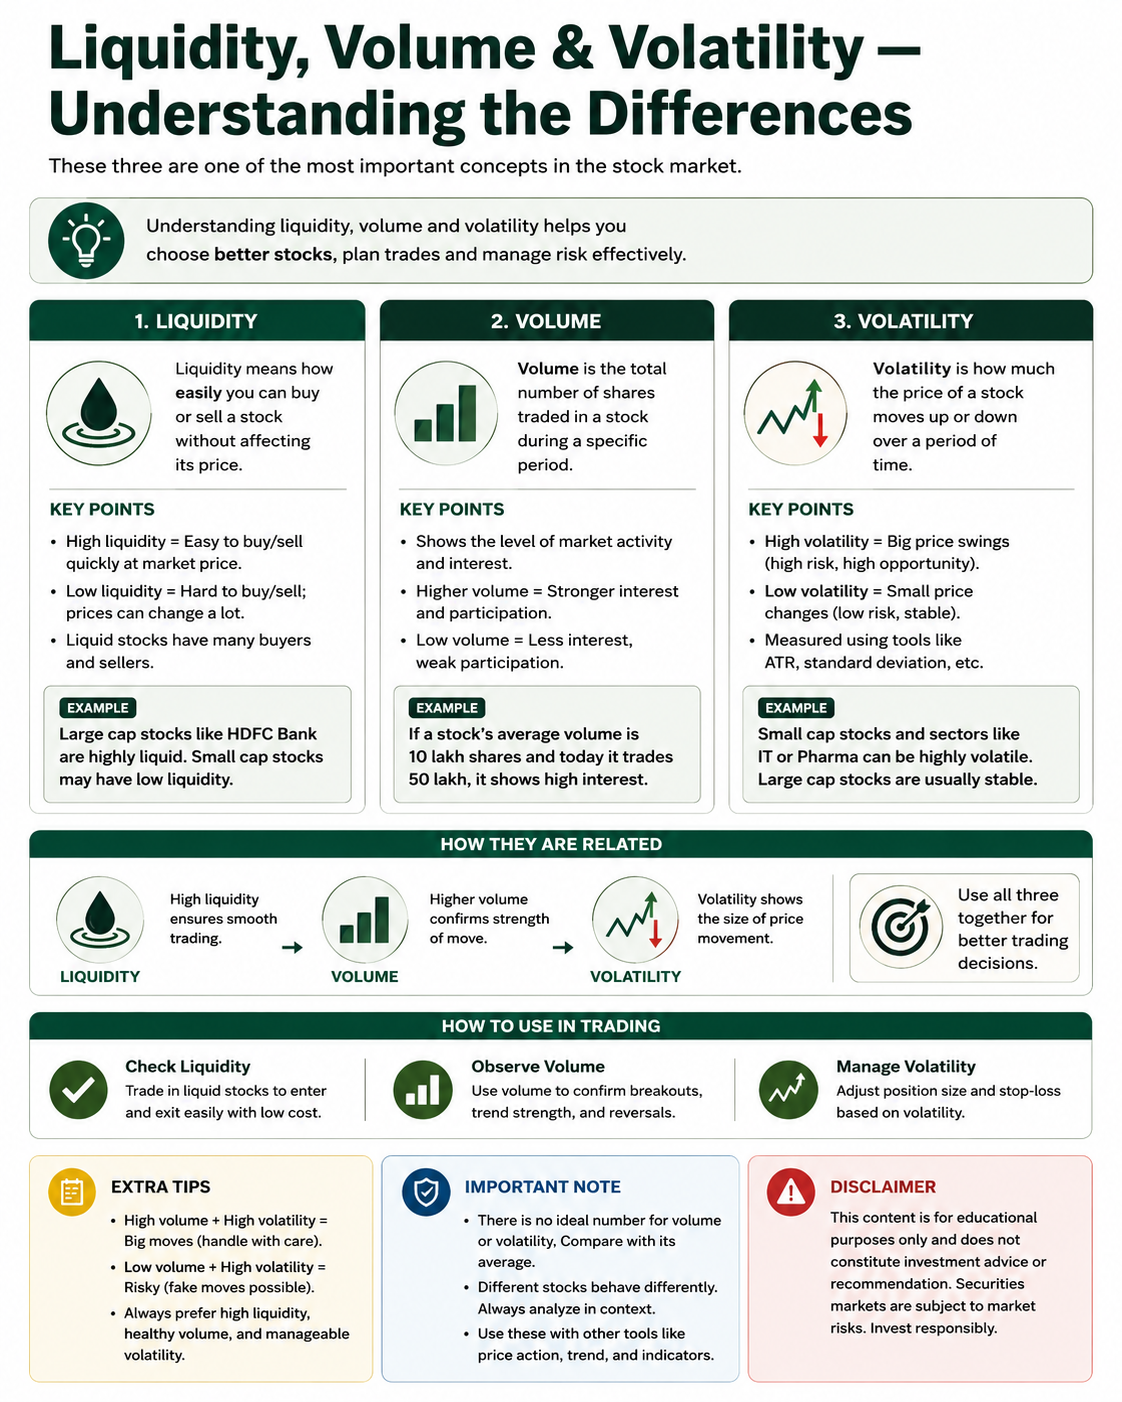 Liquidity, Volume & Volatility —
Understanding the Differences
These three are one of the most important concepts in the stock market.
Understanding liquidity, volume and volatility helps you
choose better stocks, plan trades and manage risk effectively.
1. LIQUIDITY
Liquidity means how
easily you can buy
or sell a stock
without affecting
its price.
KEY POINTS
• High liquidity = Easy to buy/sell
quickly at market price.
• Low liquidity = Hard to buy/sell;
prices can change a lot.
• Liquid stocks have many buyers
and sellers.
EXAMPLE
Large cap stocks like HDFC Bank
are highly liquid. Small cap stocks
may have low liquidity.
2. VOLUME
Volume is the total
number of shares
traded in a stock
during a specific
period.
KEY POINTS
• Shows the level of market activity
and interest.
• Higher volume = Stronger interest
and participation.
• Low volume = Less interest,
weak participation.
EXAMPLE
If a stock's average volume is
10 lakh shares and today it trades
50 lakh, it shows high interest.
3. VOLATILITY
Volatility is how much
the price of a stock
moves up or down
over a period of
time.
KEY POINTS
• High volatility = Big price swings
(high risk, high opportunity).
• Low volatility = Small price
changes (low risk, stable).
• Measured using tools like
ATR, standard deviation, etc.
EXAMPLE
Small cap stocks and sectors like
IT or Pharma can be highly volatile.
Large cap stocks are usually stable.
HOW THEY ARE RELATED
LIQUIDITY
High liquidity
ensures smooth
trading.
VOLUME
Higher volume
confirms strength
of move.
VOLATILITY
Volatility shows
the size of price
movement.
Use all three
together for
better trading
decisions.
HOW TO USE IN TRADING
Check Liquidity
Trade in liquid stocks to enter
and exit easily with low cost.
Observe Volume
Use volume to confirm breakouts,
trend strength, and reversals.
Manage Volatility
Adjust position size and stop-loss
based on volatility.
EXTRA TIPS
• High volume + High volatility =
Big moves (handle with care).
• Low volume + High volatility =
Risky (fake moves possible).
• Always prefer high liquidity,
healthy volume, and manageable
volatility.
IMPORTANT NOTE
• There is no ideal number for volume
or volatility, Compare with its
average.
• Different stocks behave differently.
Always analyze in context.
• Use these with other tools like
price action, trend, and indicators.
DISCLAIMER
This content is for educational
purposes only and does not
constitute investment advice or
recommendation. Securities
markets are subject to market
risks. Invest responsibly.